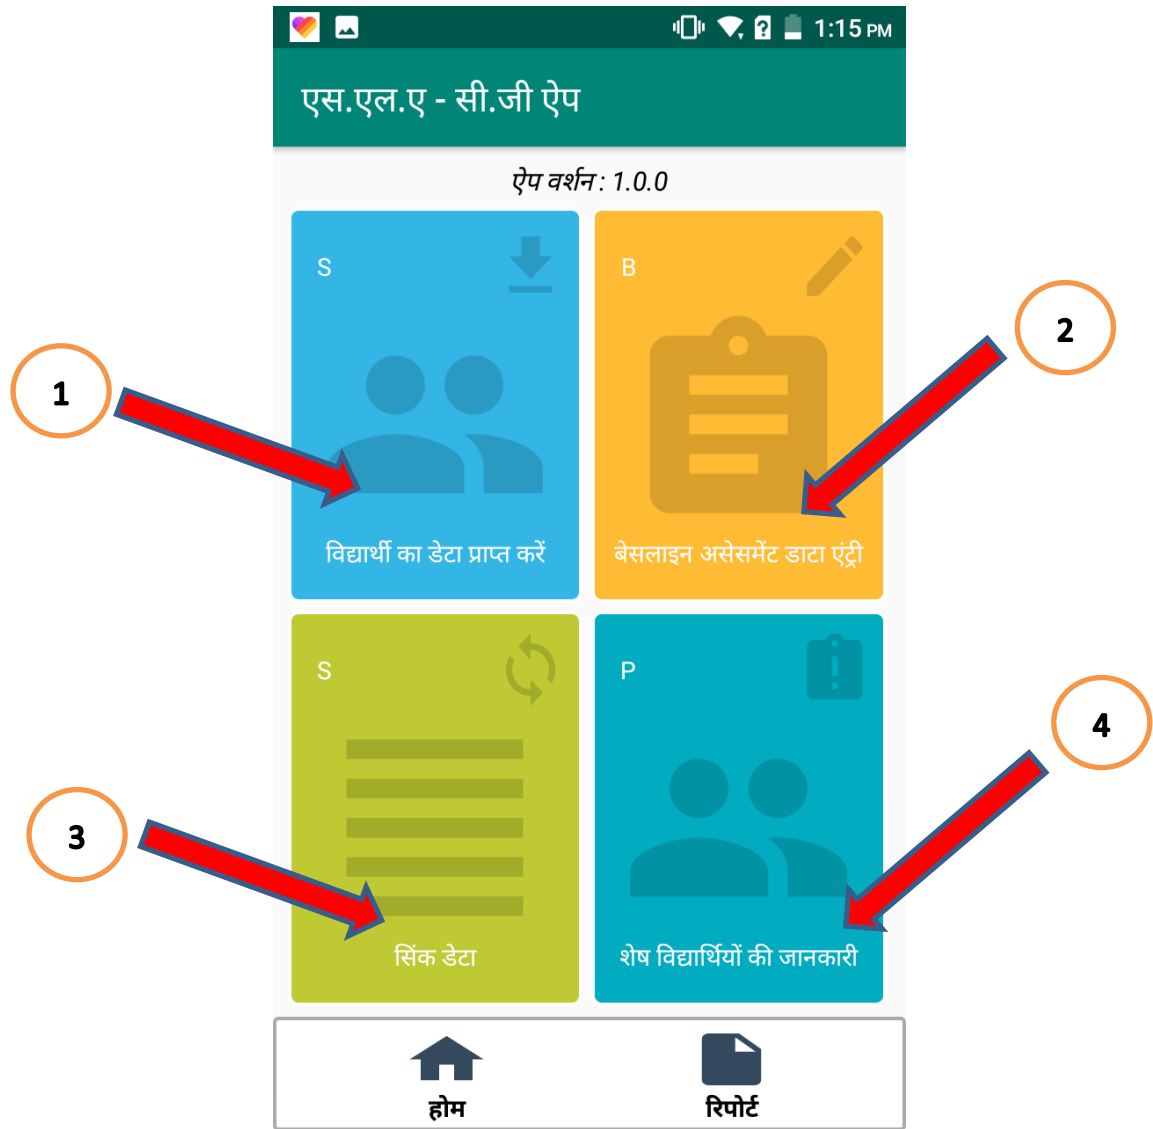 1:15 PM
एस.एल.ए - सी.जी ऐप
ऐप वर्शन : 1.0.0
S
B
1
2
विद्यार्थी का डेटा प्राप्त करें
बेसलाइन असेसमेंट डाटा एंट्री
S
P
3
4
सिंक डेटा
शेष विद्यार्थियों की जानकारी
होम
रिपोर्ट